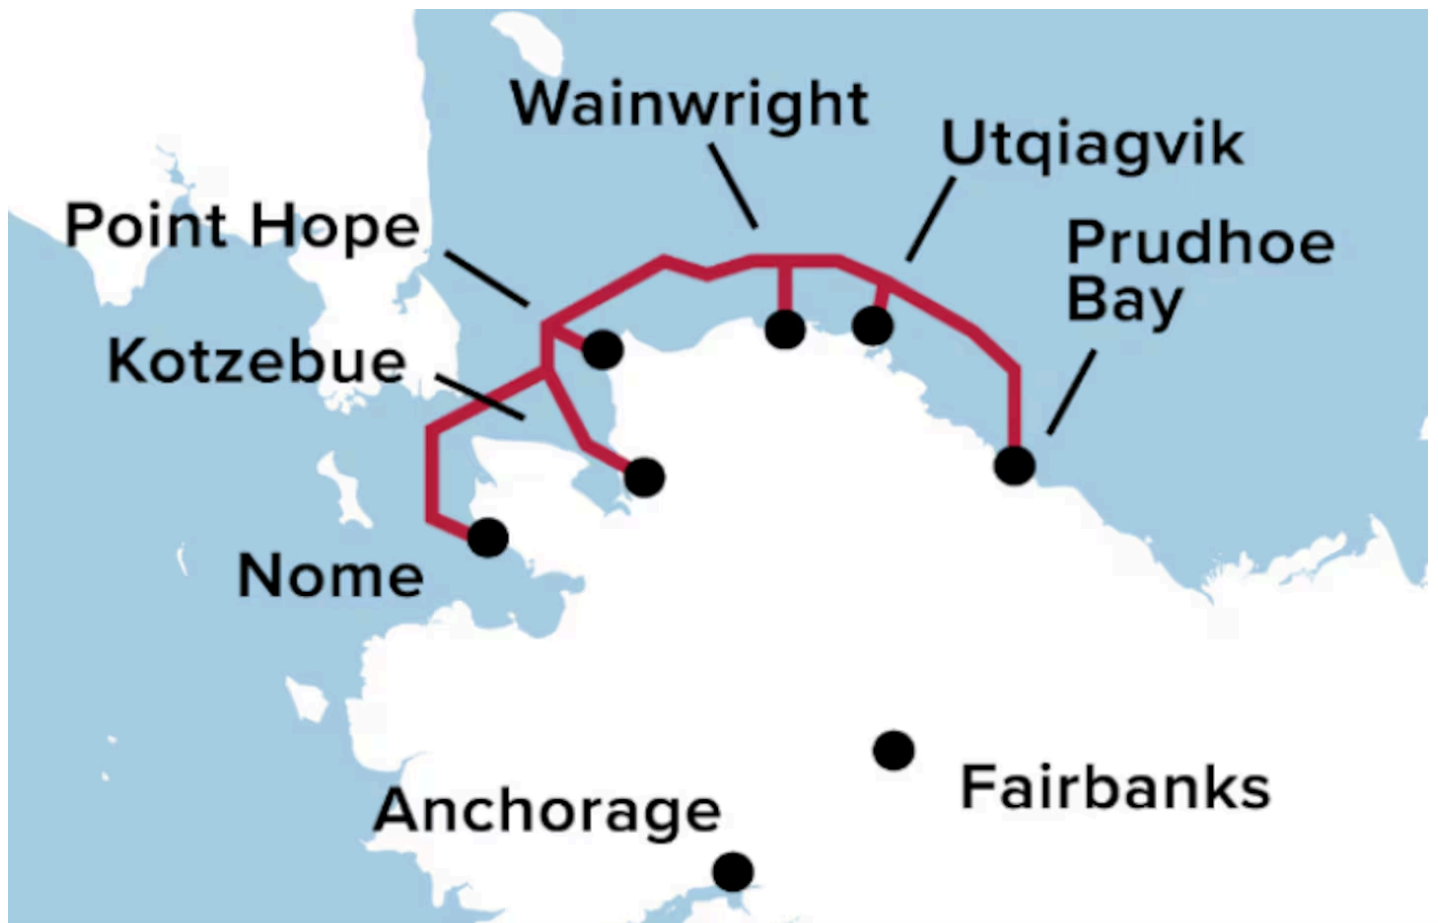 Wainwright
Utqiagvik
Point Hope
Prudhoe
Bay
Kotzebue
Nome
Fairbanks
Anchorage